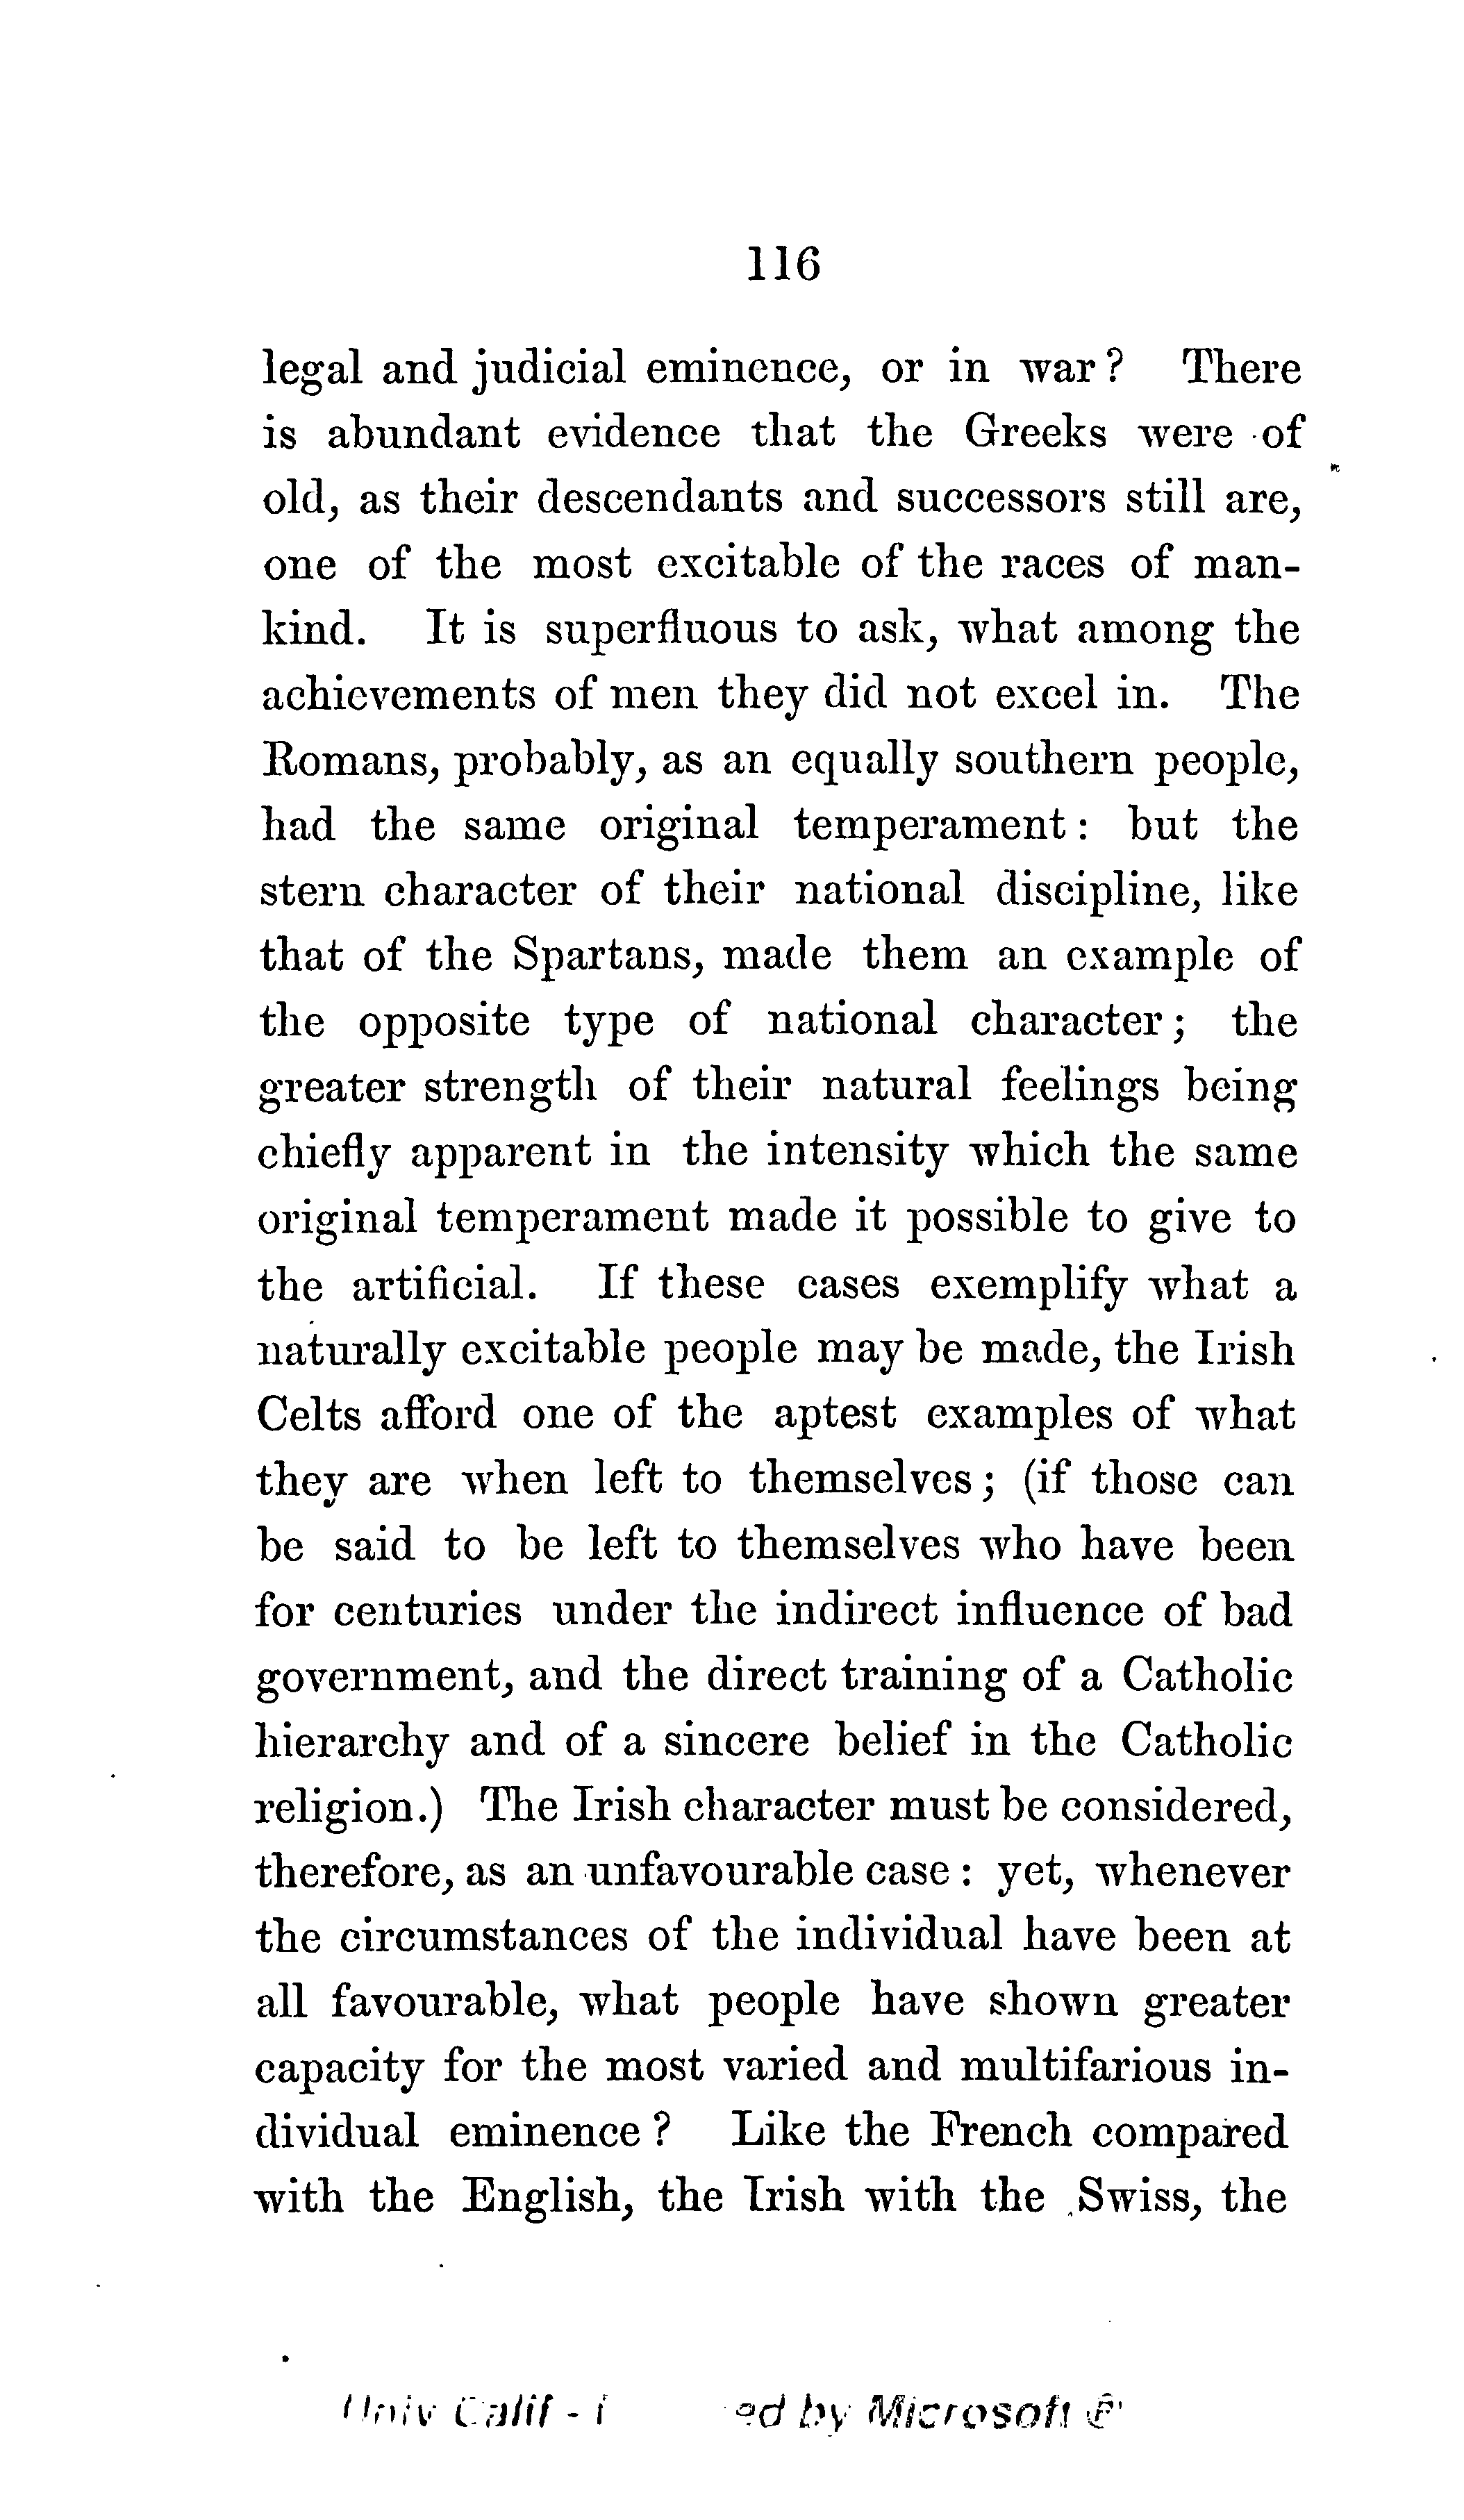 116
legal and judicial eminence, or in war? There
is abundant evidence that the Greeks were of
old, as their descendants and successors still are,
one of the most excitable of the races of man-
kind. It is superfluous to ask, what among the
achievements of men they did not excel in. The
Romans, probably, as an equally southern people,
had the same original temperament: but the
stern character of their national discipline, like
that of the Spartans, made them an example of
the opposite type of national character; the
greater strength of their natural feelings being
chiefly apparent in the intensity which the same
original temperament made it possible to give to
the artificial. If these cases exemplify what a
naturally excitable people may be made, the Irish
Celts afford one of the aptest examples of what
they are when left to themselves; (if those can
be said to be left to themselves who have been
for centuries under the indirect influence of bad
government, and the direct training of a Catholic
hierarchy and of a sincere belief in the Catholic
religion.) The Irish character must be considered,
therefore, as an unfavourable case: yet, whenever
the circumstances of the individual have been at
all favourable, what people have shown greater
capacity for the most varied and multifarious in-
dividual eminence? Like the French compared
with the English, the Irish with the Swiss, the
Univ Calif - by Microsoft ®